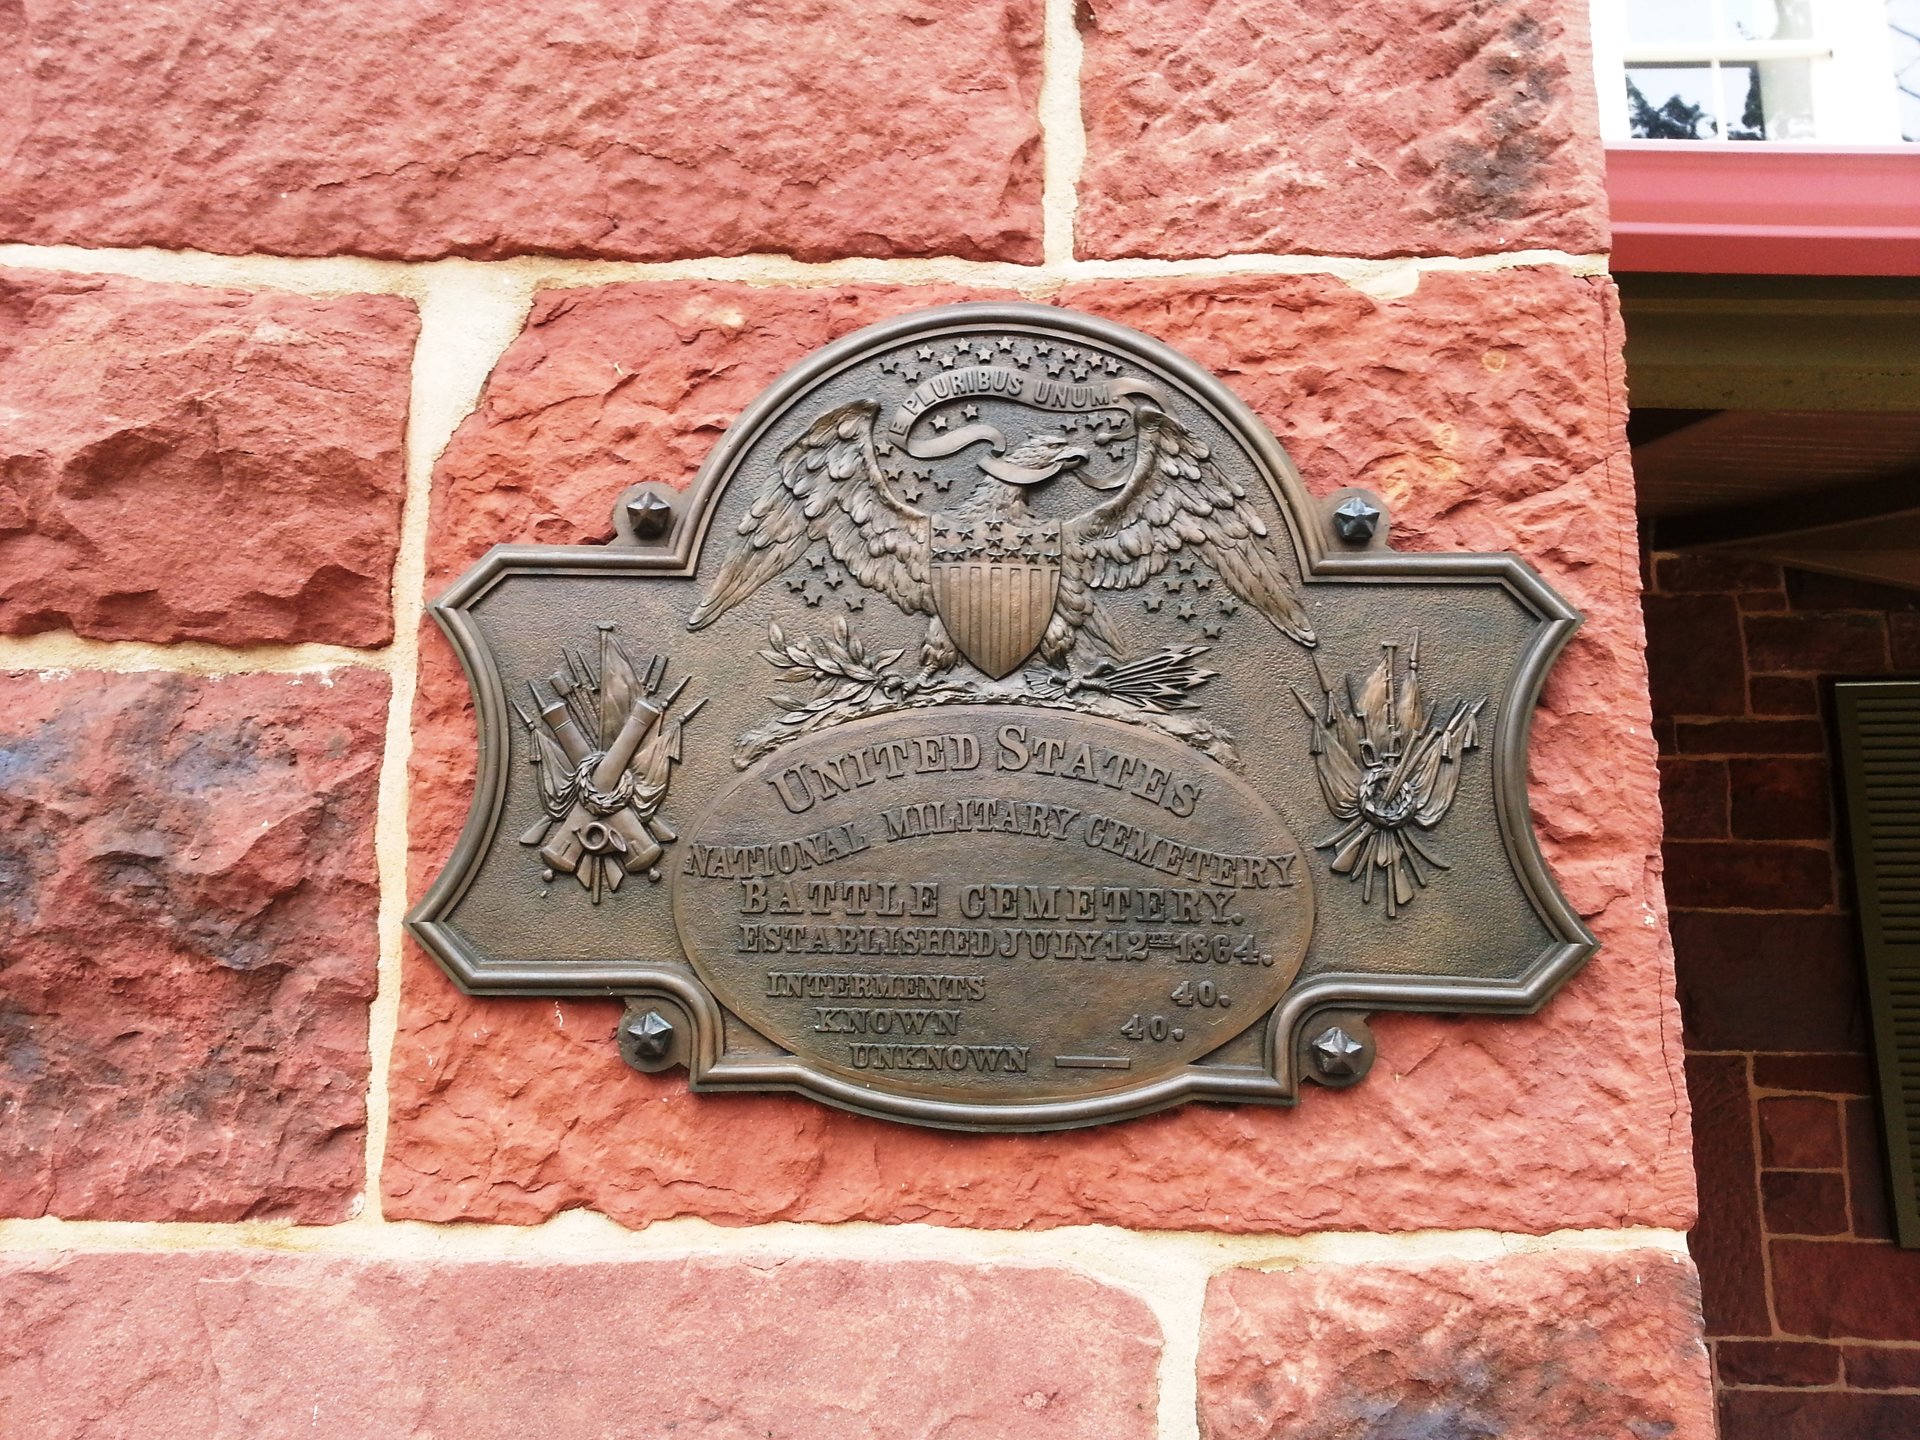 E PLURIBUS UNUM.
UNITED STATES
NATIONAL MILITARY CEMETERY
BATTLE CEMETERY.
ESTABLISHED JULY 12TH 1864.
INTERMENTS 40.
KNOWN 40.
UNKNOWN —